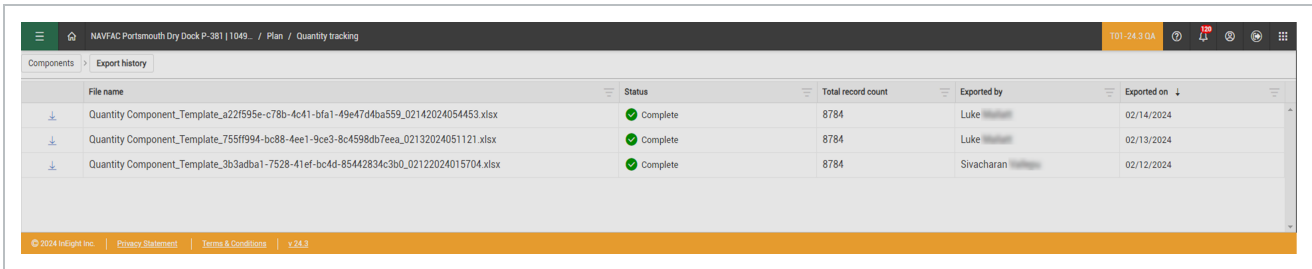 NAVFAC Portsmouth Dry Dock P-381 | 1049... / Plan / Quantity tracking T01-24.3 QA 120
Components > Export history
File name Status Total record count Exported by Exported on ↓
Quantity Component_Template_a22f595e-c78b-4c41-bfa1-49e47d4ba559_02142024054453.xlsx Complete 8784 Luke 02/14/2024
Quantity Component_Template_755ff994-bc88-4ee1-9ce3-8c4598db7eea_02132024051121.xlsx Complete 8784 Luke 02/13/2024
Quantity Component_Template_3b3adba1-7528-41ef-bc4d-85442834c3b0_02122024015704.xlsx Complete 8784 Sivacharan 02/12/2024
© 2024 InEight Inc. | Privacy Statement | Terms & Conditions | v 24.3